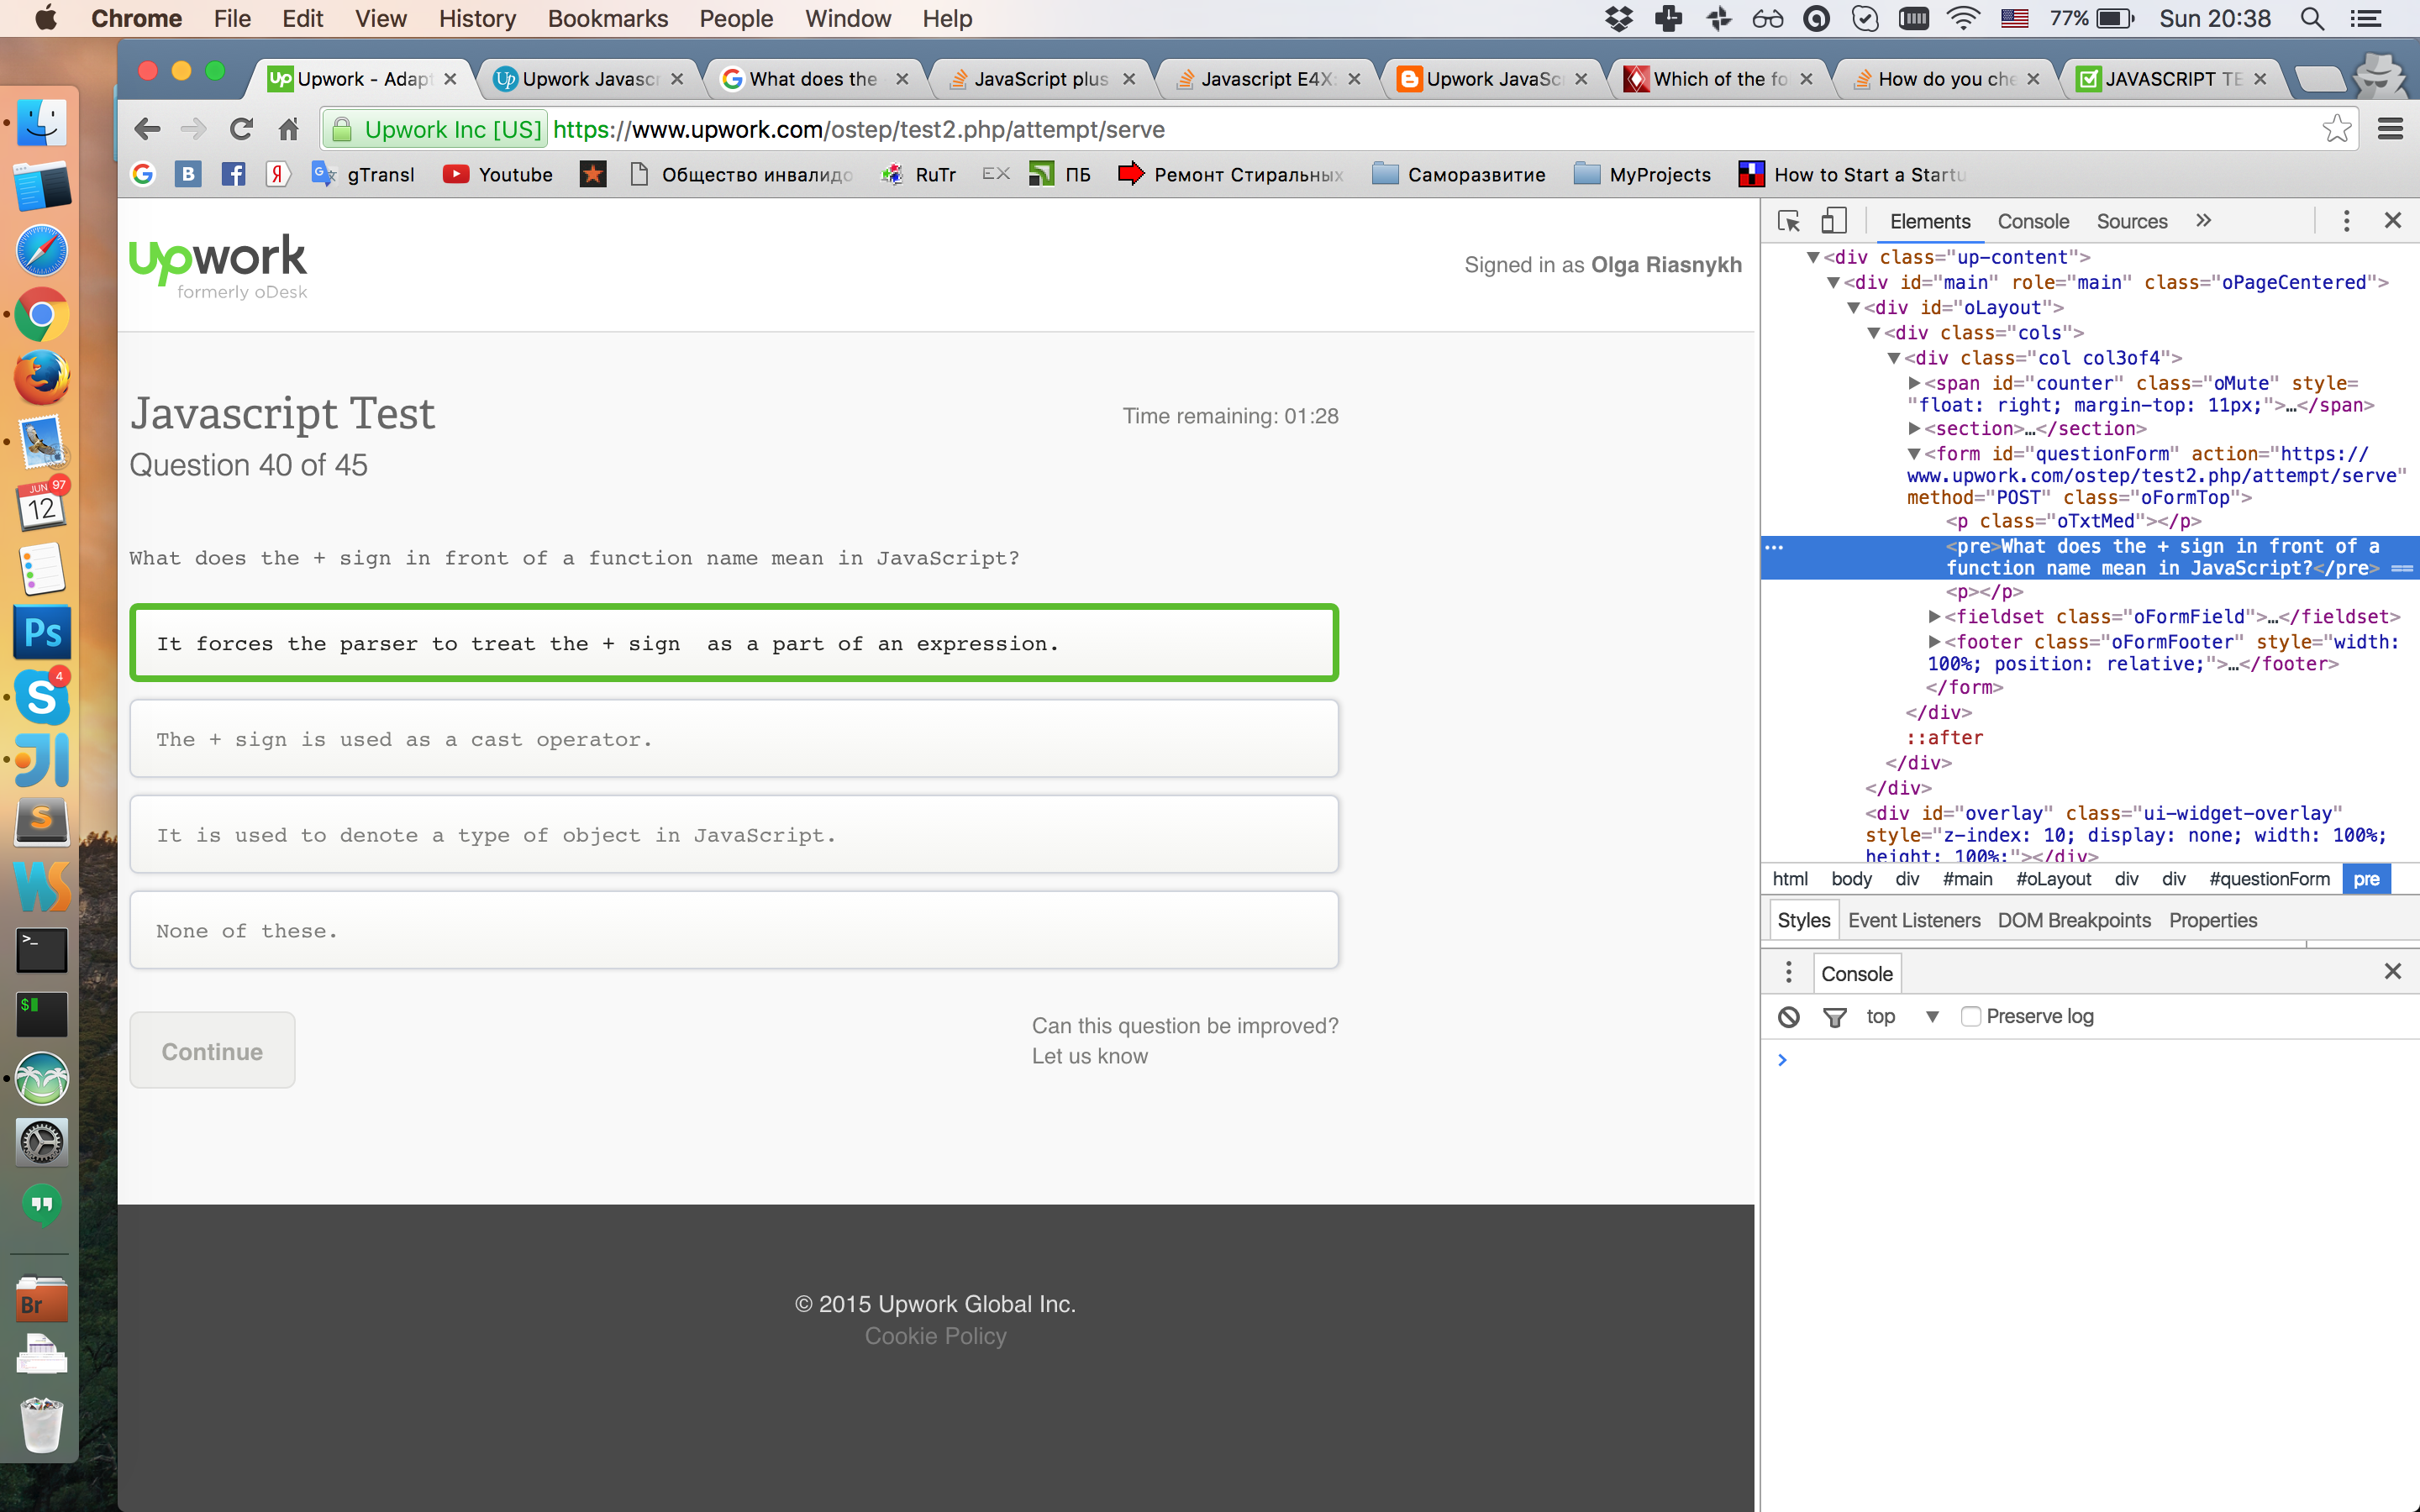 Chrome File Edit View History Bookmarks People Window Help 77% Sun 20:38
Upwork - Adapt Upwork Javascr What does the JavaScript plus Javascript E4X: Upwork JavaSc Which of the fo How do you che JAVASCRIPT TE
Upwork Inc [US] https://www.upwork.com/ostep/test2.php/attempt/serve
gTransl Youtube Общество инвалидо RuTr EX ПБ Ремонт Стиральных Саморазвитие MyProjects How to Start a Startu
upwork
formerly oDesk
Signed in as Olga Riasnykh
Javascript Test
Time remaining: 01:28
Question 40 of 45
What does the + sign in front of a function name mean in JavaScript?
It forces the parser to treat the + sign  as a part of an expression.
The + sign is used as a cast operator.
It is used to denote a type of object in JavaScript.
None of these.
Continue
Can this question be improved?
Let us know
© 2015 Upwork Global Inc.
Cookie Policy
Elements Console Sources
<div class="up-content">
<div id="main" role="main" class="oPageCentered">
<div id="oLayout">
<div class="cols">
<div class="col col3of4">
<span id="counter" class="oMute" style=
"float: right; margin-top: 11px;">…</span>
<section>…</section>
<form id="questionForm" action="https://
www.upwork.com/ostep/test2.php/attempt/serve"
method="POST" class="oFormTop">
<p class="oTxtMed"></p>
<pre>What does the + sign in front of a
function name mean in JavaScript?</pre> ==
<p></p>
<fieldset class="oFormField">…</fieldset>
<footer class="oFormFooter" style="width:
100%; position: relative;">…</footer>
</form>
</div>
::after
</div>
</div>
<div id="overlay" class="ui-widget-overlay"
style="z-index: 10; display: none; width: 100%;
height: 100%;"></div>
html body div #main #oLayout div div #questionForm pre
Styles Event Listeners DOM Breakpoints Properties
Console
top Preserve log
JUN 97
12
Ps
4
S
WS
Br